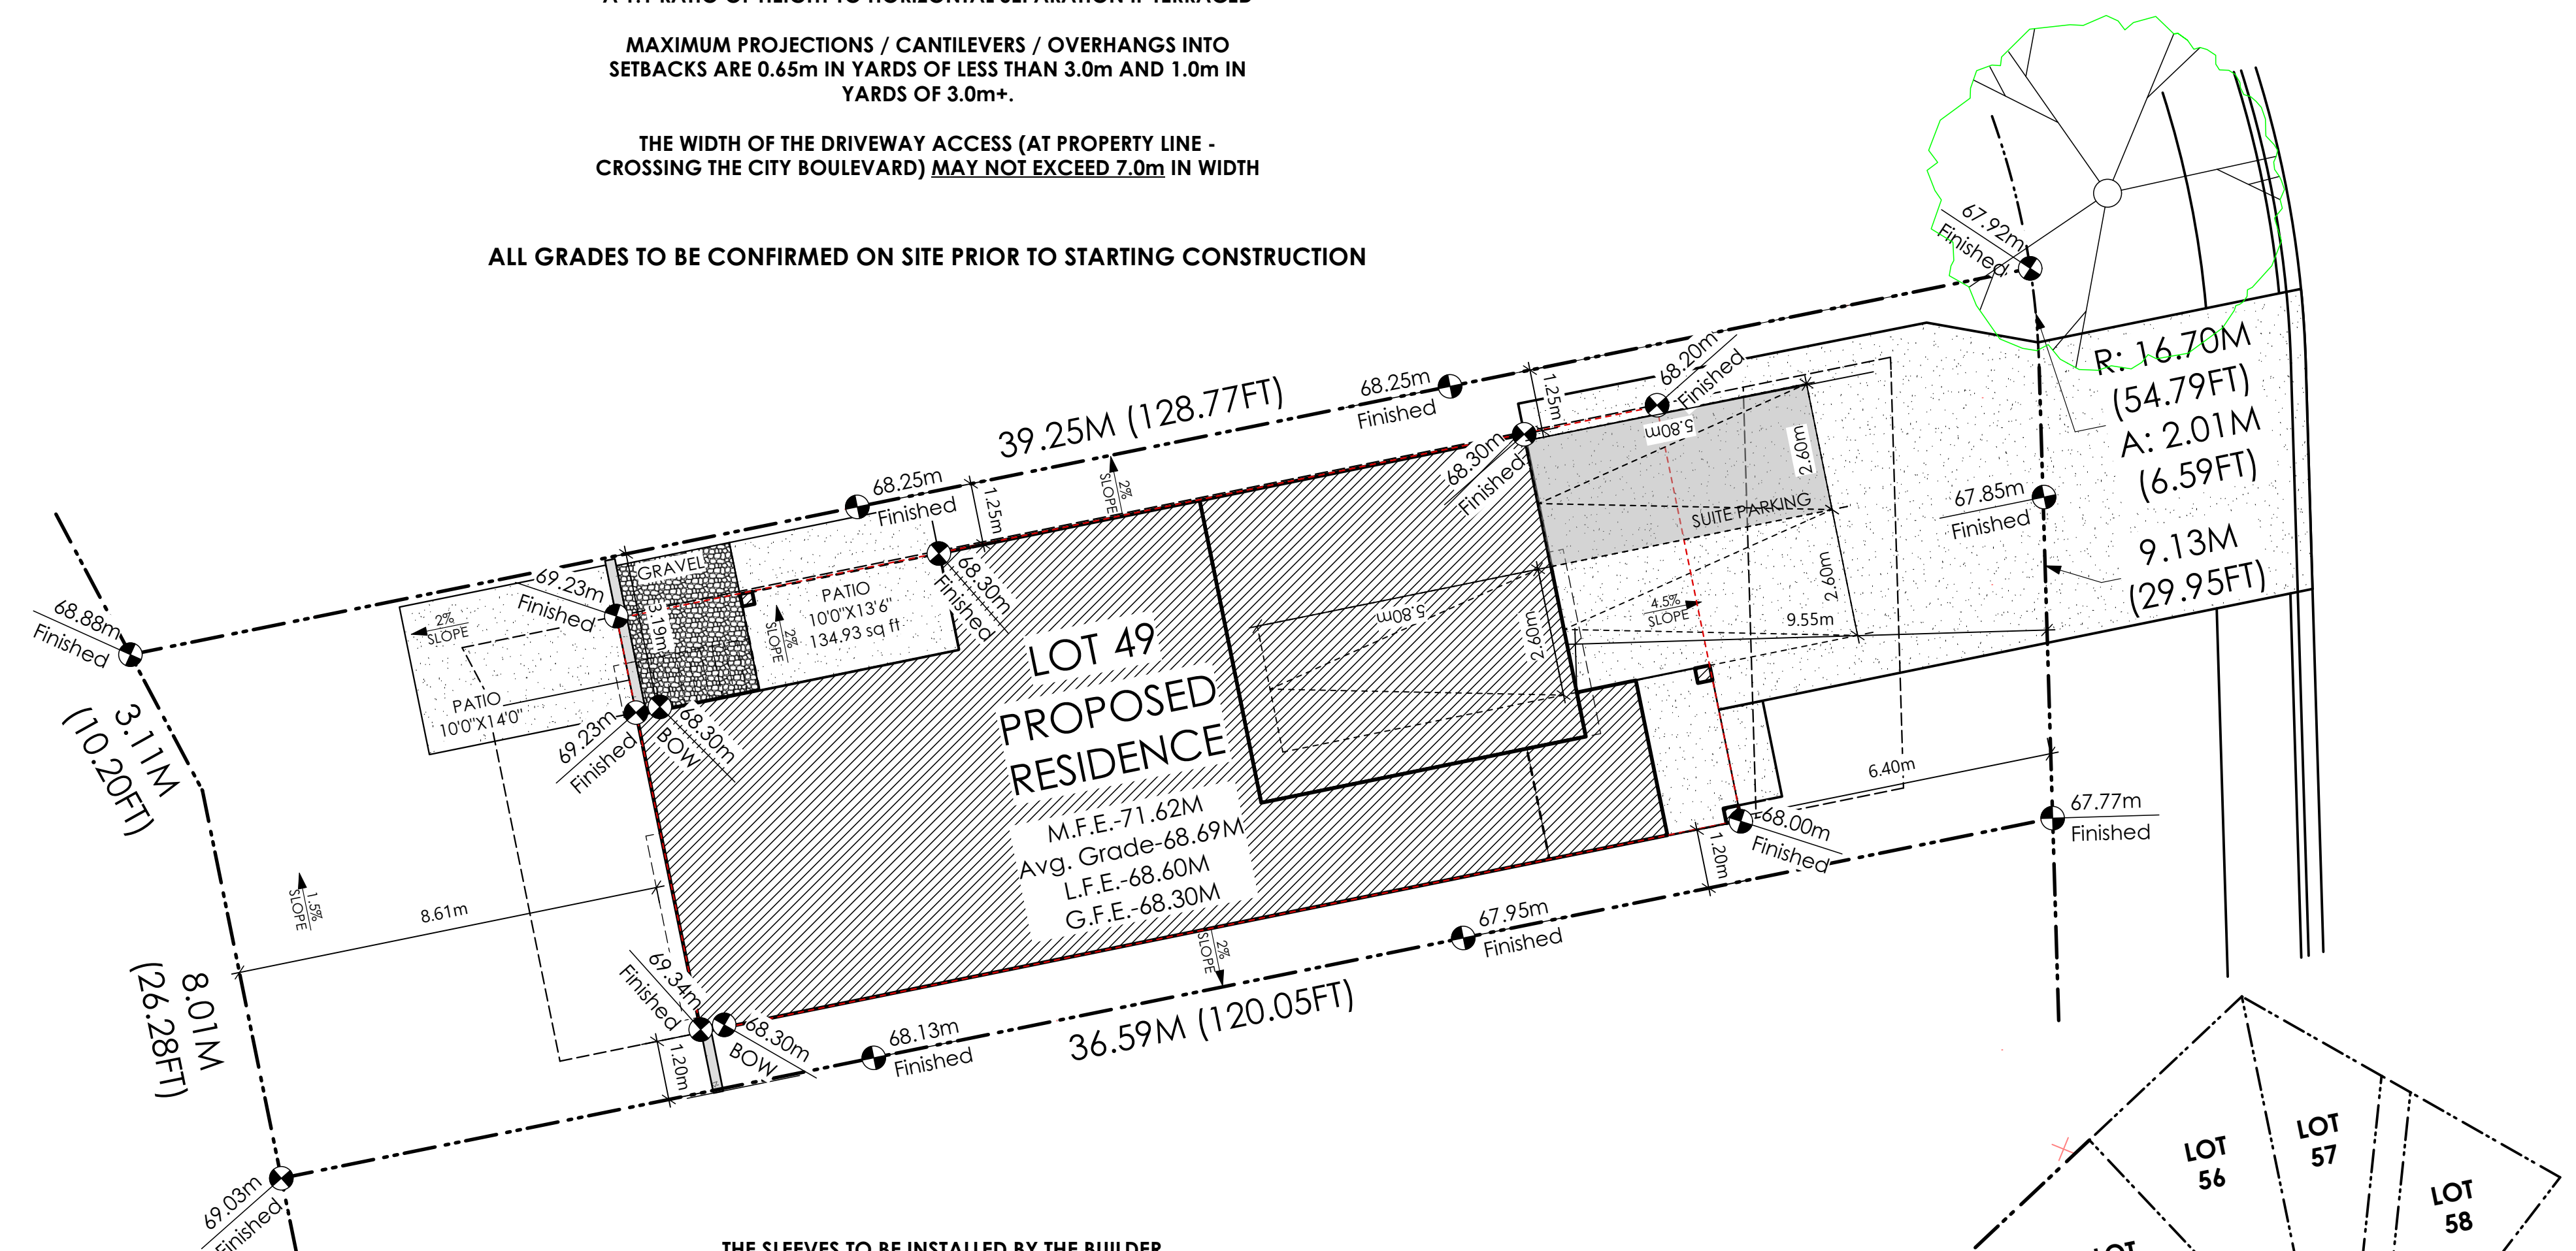 MAXIMUM PROJECTIONS / CANTILEVERS / OVERHANGS INTO
SETBACKS ARE 0.65m IN YARDS OF LESS THAN 3.0m AND 1.0m IN
YARDS OF 3.0m+.
THE WIDTH OF THE DRIVEWAY ACCESS (AT PROPERTY LINE -
CROSSING THE CITY BOULEVARD) MAY NOT EXCEED 7.0m IN WIDTH
ALL GRADES TO BE CONFIRMED ON SITE PRIOR TO STARTING CONSTRUCTION
67.92m
Finished
R: 16.70M
(54.79FT)
A: 2.01M
(6.59FT)
9.13M
(29.95FT)
39.25M (128.77FT)
68.25m
Finished
1.25m
68.20m
Finished
68.30m
Finished
5.80m
2.60m
SUITE PARKING
2.60m
67.85m
Finished
4.5%
SLOPE
9.55m
6.40m
67.77m
Finished
68.25m
Finished
1.25m
2%
SLOPE
69.23m
Finished
GRAVEL
3.19m
PATIO
10'0"X13'6"
134.93 sq ft
2%
SLOPE
68.30m
Finished
68.88m
Finished
2%
SLOPE
PATIO
10'0"X14'0"
69.23m
Finished
68.30m
BOW
3.11M
(10.20FT)
LOT 49
PROPOSED
RESIDENCE
M.F.E.-71.62M
Avg. Grade-68.69M
L.F.E.-68.60M
G.F.E.-68.30M
5.80m
2.60m
68.00m
Finished
1.20m
1.5%
SLOPE
8.61m
8.01M
(26.28FT)
69.34m
Finished
68.30m
BOW
1.20m
68.13m
Finished
2%
SLOPE
67.95m
Finished
36.59M (120.05FT)
69.03m
Finished
LOT
56
LOT
57
LOT
58
LOT
THE SLEEVES TO BE INSTALLED BY THE BUILDER